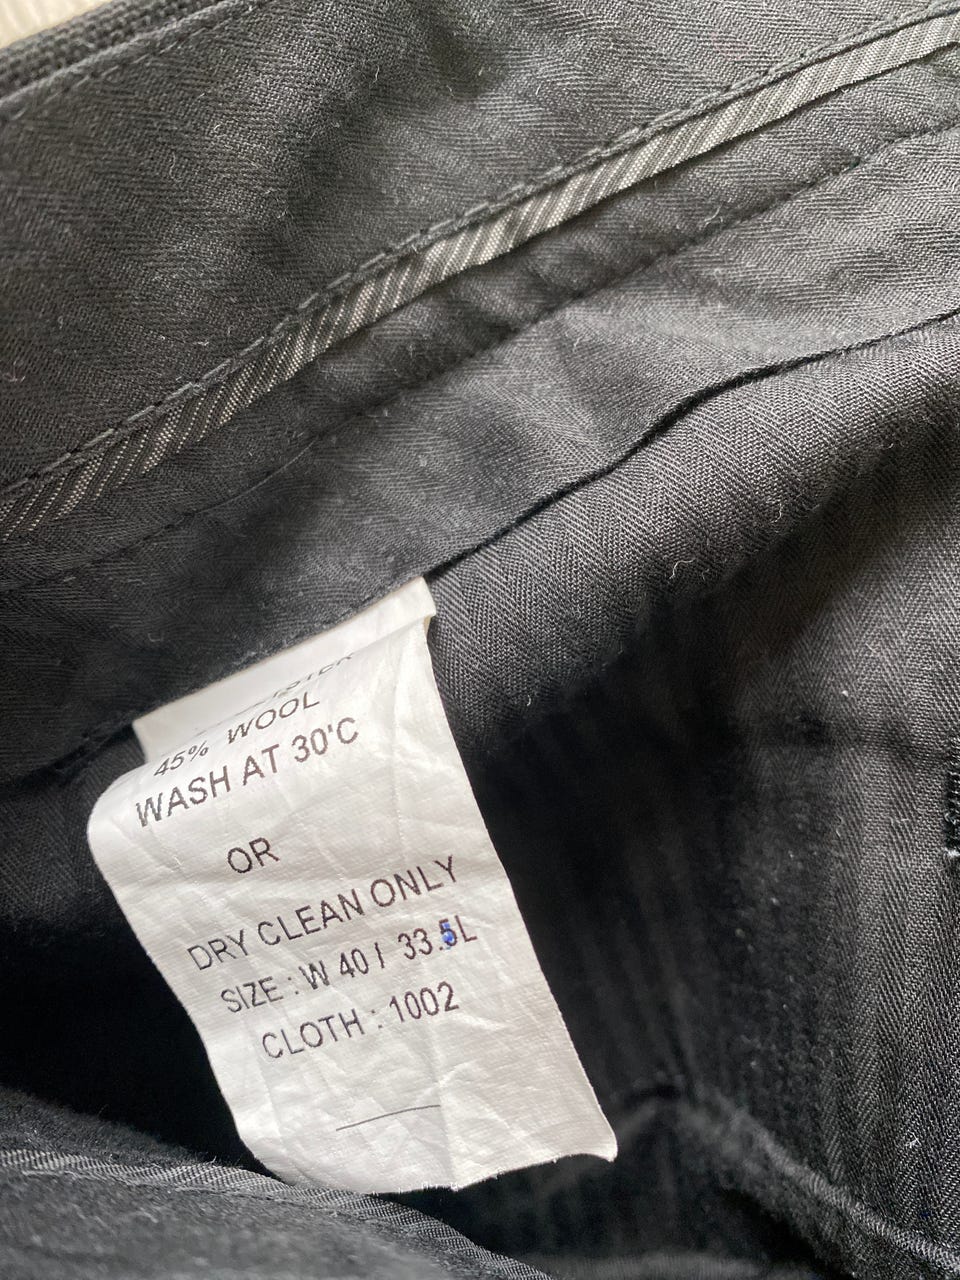 45% WOOL
WASH AT 30'C
OR
DRY CLEAN ONLY
SIZE : W 40 / 33.5L
CLOTH : 1002